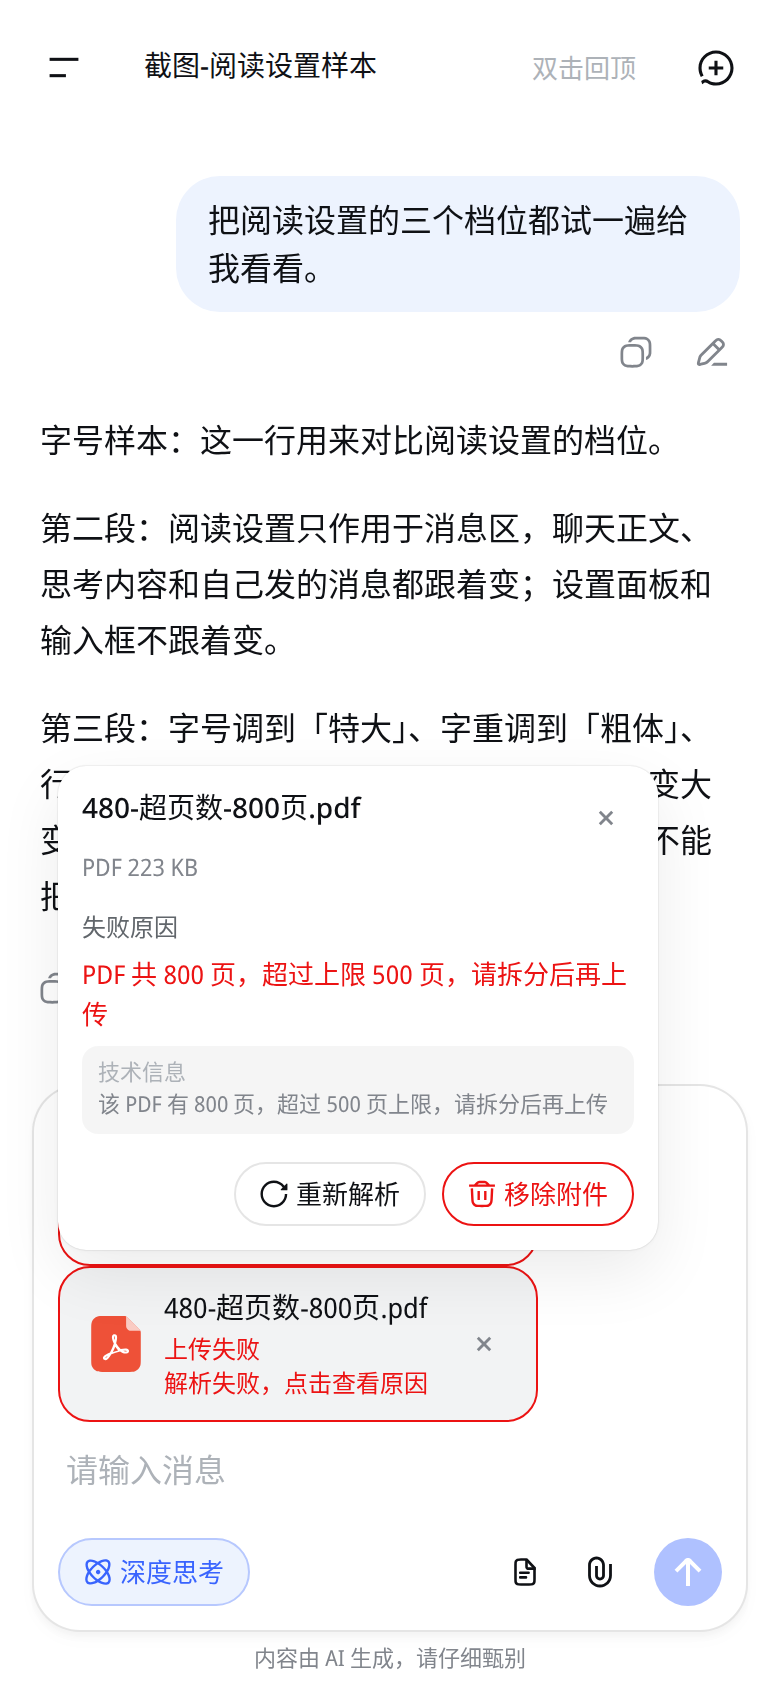 截图-阅读设置样本
双击回顶
把阅读设置的三个档位都试一遍给
我看看。
字号样本：这一行用来对比阅读设置的档位。
第二段：阅读设置只作用于消息区，聊天正文、
思考内容和自己发的消息都跟着变；设置面板和
输入框不跟着变。
第三段：字号调到「特大」、字重调到「粗体」、
行
变大
变
不能
把
480-超页数-800页.pdf
PDF 223 KB
失败原因
PDF 共 800 页，超过上限 500 页，请拆分后再上
传
技术信息
该 PDF 有 800 页，超过 500 页上限，请拆分后再上传
重新解析
移除附件
480-超页数-800页.pdf
上传失败
解析失败，点击查看原因
请输入消息
深度思考
内容由 AI 生成，请仔细甄别